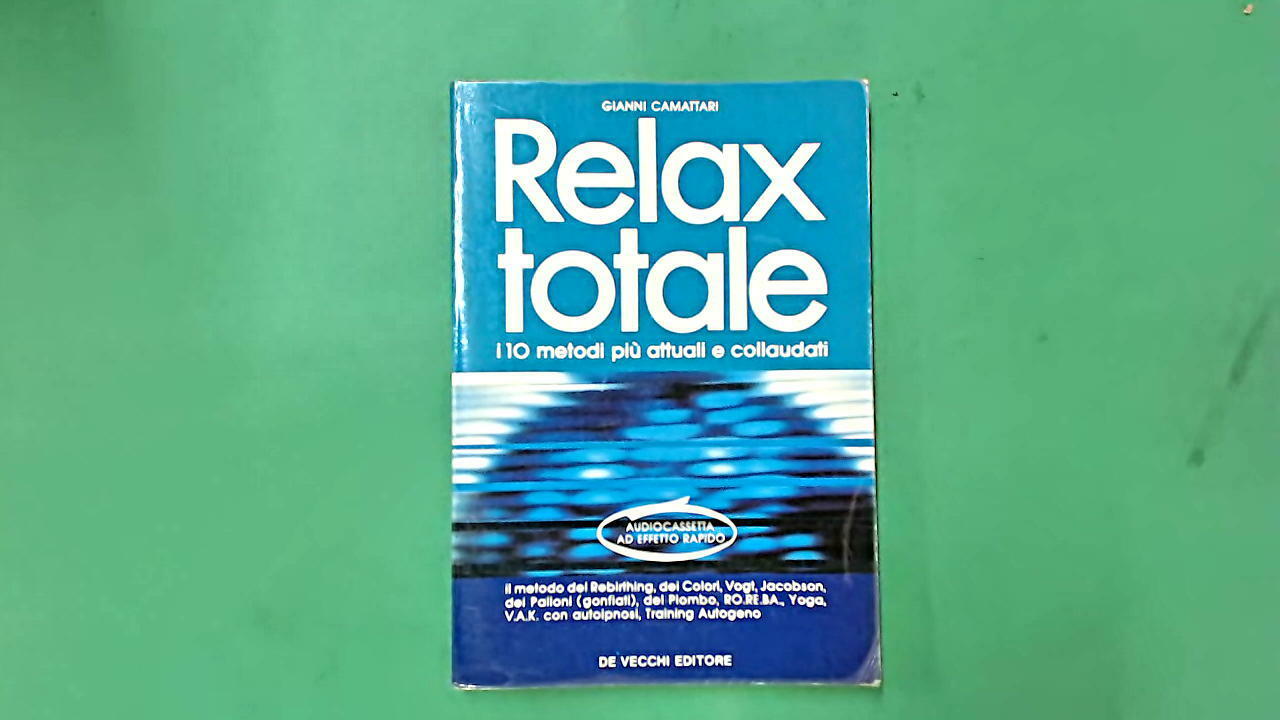 GIANNI CAMATTARI
Relax
totale
i 10 metodi più attuali e collaudati
AUDIOCASSETTA
AD EFFETTO RAPIDO
il metodo del Rebirthing, dei Colori, Vogt, Jacobson,
dei Palloni (gonfiati), del Piombo, RO.RE.BA., Yoga,
V.A.K. con autoipnosi, Training Autogeno
DE VECCHI EDITORE